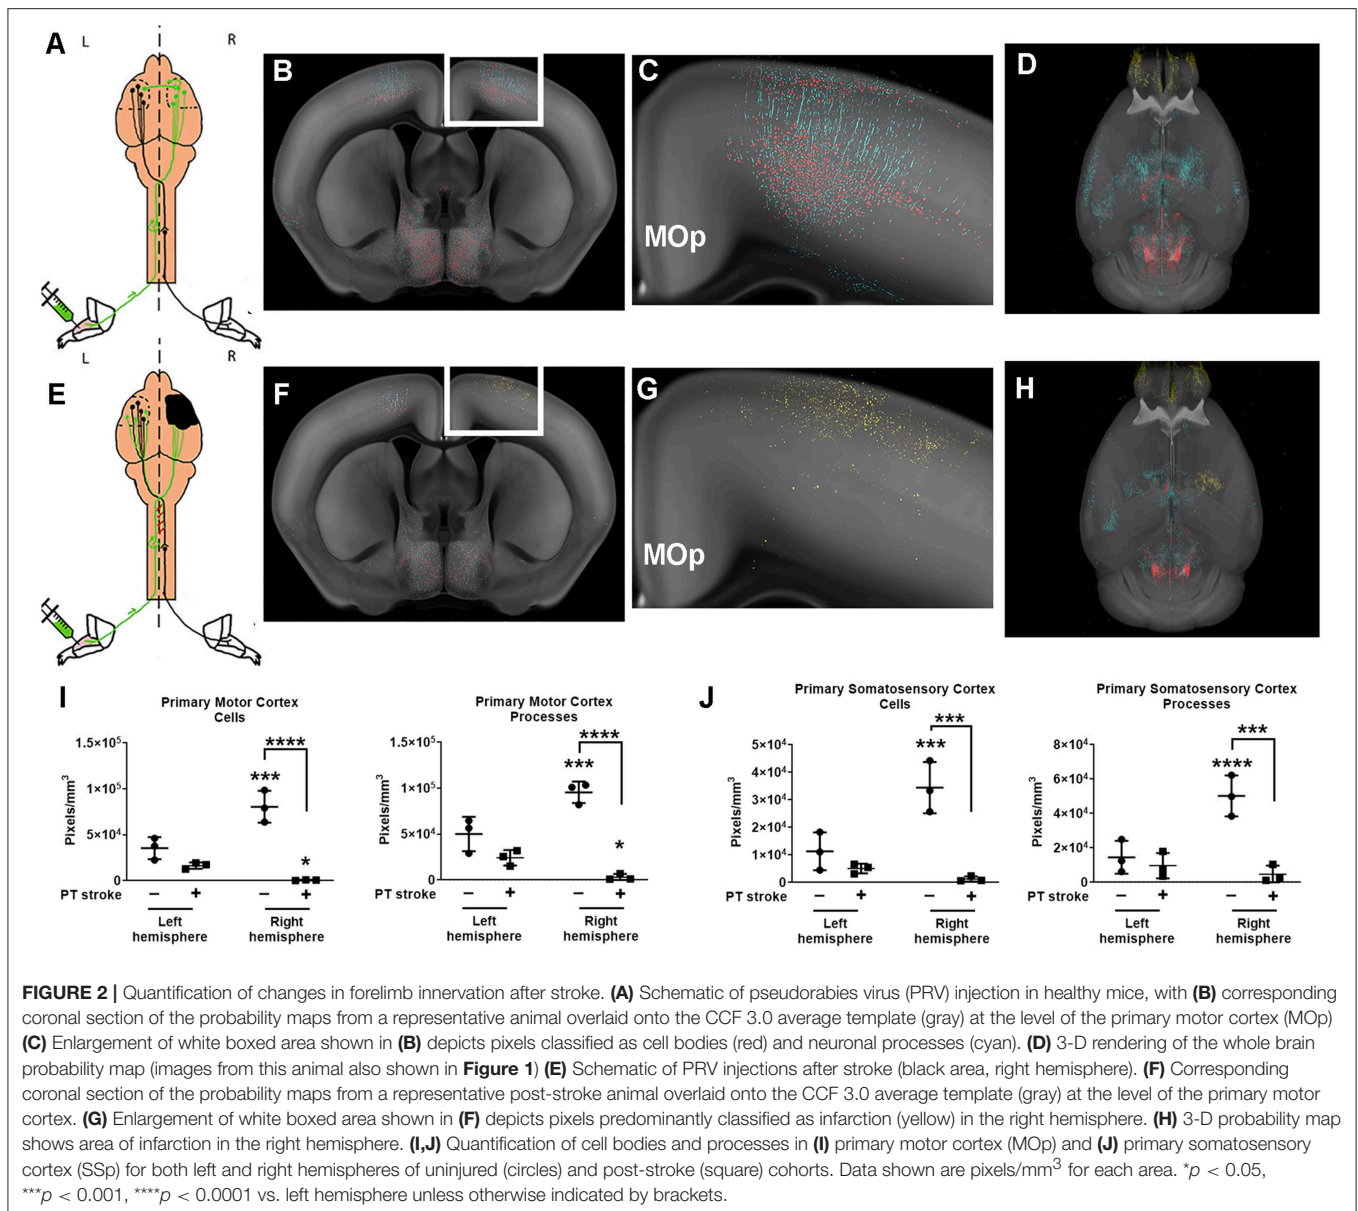 A
L
R
B
C
MOp
D
L
R
E
F
G
MOp
H
I
Primary Motor Cortex
Cells
Pixels/mm³
1.5×10⁵
1×10⁵
5×10⁴
0
***
****
*
PT stroke
−
+
−
+
Left
hemisphere
Right
hemisphere
Primary Motor Cortex
Processes
Pixels/mm³
1.5×10⁵
1×10⁵
5×10⁴
0
***
****
*
−
+
−
+
Left
hemisphere
Right
hemisphere
J
Primary Somatosensory Cortex
Cells
Pixels/mm³
5×10⁴
4×10⁴
3×10⁴
2×10⁴
1×10⁴
0
***
***
PT stroke
−
+
−
+
Left
hemisphere
Right
hemisphere
Primary Somatosensory Cortex
Processes
Pixels/mm³
8×10⁴
6×10⁴
4×10⁴
2×10⁴
0
****
***
−
+
−
+
Left
hemisphere
Right
hemisphere
FIGURE 2 | Quantification of changes in forelimb innervation after stroke. (A) Schematic of pseudorabies virus (PRV) injection in healthy mice, with (B) corresponding
coronal section of the probability maps from a representative animal overlaid onto the CCF 3.0 average template (gray) at the level of the primary motor cortex (MOp)
(C) Enlargement of white boxed area shown in (B) depicts pixels classified as cell bodies (red) and neuronal processes (cyan). (D) 3-D rendering of the whole brain
probability map (images from this animal also shown in Figure 1) (E) Schematic of PRV injections after stroke (black area, right hemisphere). (F) Corresponding
coronal section of the probability maps from a representative post-stroke animal overlaid onto the CCF 3.0 average template (gray) at the level of the primary motor
cortex. (G) Enlargement of white boxed area shown in (F) depicts pixels predominantly classified as infarction (yellow) in the right hemisphere. (H) 3-D probability map
shows area of infarction in the right hemisphere. (I,J) Quantification of cell bodies and processes in (I) primary motor cortex (MOp) and (J) primary somatosensory
cortex (SSp) for both left and right hemispheres of uninjured (circles) and post-stroke (square) cohorts. Data shown are pixels/mm³ for each area. *p < 0.05,
***p < 0.001, ****p < 0.0001 vs. left hemisphere unless otherwise indicated by brackets.